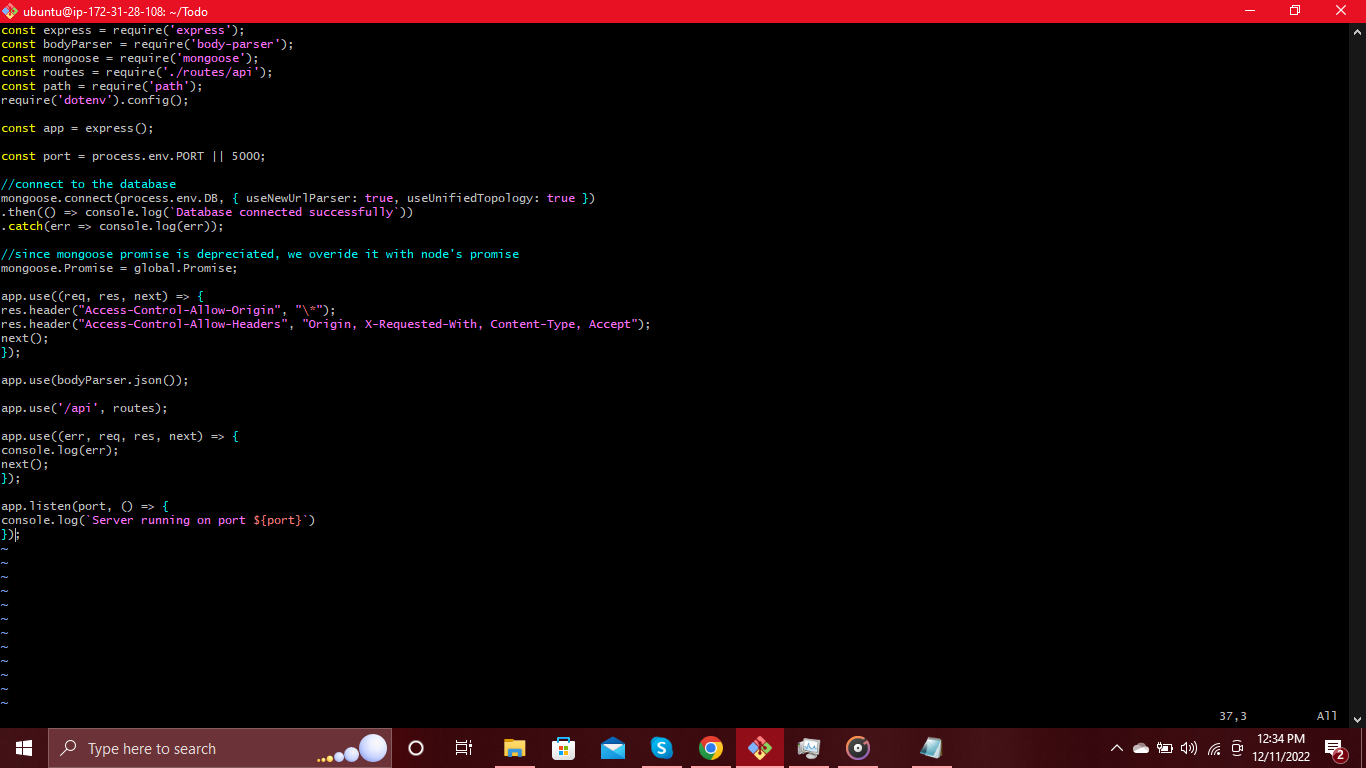 ubuntu@ip-172-31-28-108: ~/Todo
const express = require('express');
const bodyParser = require('body-parser');
const mongoose = require('mongoose');
const routes = require('./routes/api');
const path = require('path');
require('dotenv').config();
const app = express();
const port = process.env.PORT || 5000;
//connect to the database
mongoose.connect(process.env.DB, { useNewUrlParser: true, useUnifiedTopology: true })
.then(() => console.log(`Database connected successfully`))
.catch(err => console.log(err));
//since mongoose promise is depreciated, we overide it with node's promise
mongoose.Promise = global.Promise;
app.use((req, res, next) => {
res.header("Access-Control-Allow-Origin", "\*");
res.header("Access-Control-Allow-Headers", "Origin, X-Requested-With, Content-Type, Accept");
next();
});
app.use(bodyParser.json());
app.use('/api', routes);
app.use((err, req, res, next) => {
console.log(err);
next();
});
app.listen(port, () => {
console.log(`Server running on port ${port}`)
});
~
~
~
~
~
~
~
~
~
~
~
~
37,3 All
Type here to search
12:34 PM
12/11/2022
2